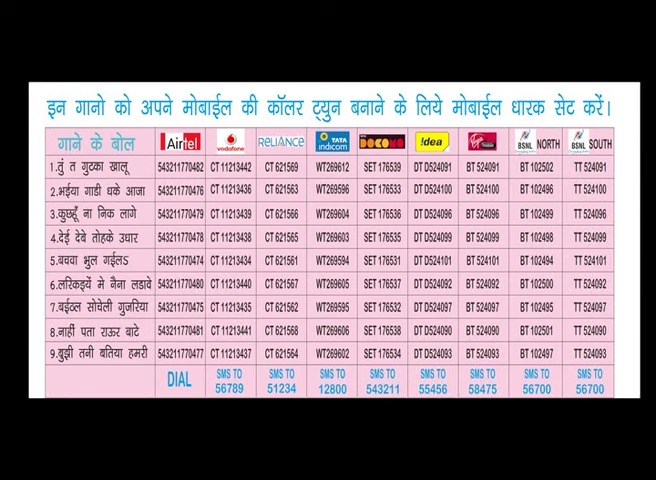 इन गानो को अपने मोबाईल की कॉलर ट्युन बनाने के लिये मोबाईल धारक सेट करें।
गाने के बोल Airtel vodafone RELIANCE TATA indicom TATA DOCOMO !dea Virgin BSNL NORTH BSNL SOUTH
1.तुं त गुटका खालू 543211770482 CT 11213442 CT 621569 WT269612 SET 176539 DT D524091 BT 524091 BT 102502 TT 524091
2.भईया गाडी धके आजा 543211770476 CT 11213436 CT 621563 WT269596 SET 176533 DT D524100 BT 524100 BT 102496 TT 524100
3.कुछहूँ ना निक लागे 543211770479 CT 11213439 CT 621566 WT269604 SET 176536 DT D524096 BT 524096 BT 102499 TT 524096
4.देई देबे तोहके उधार 543211770478 CT 11213438 CT 621565 WT269603 SET 176535 DT D524099 BT 524099 BT 102498 TT 524099
5.बचवा भुल गईलS 543211770474 CT 11213434 CT 621561 WT269594 SET 176531 DT D524101 BT 524101 BT 102494 TT 524101
6.लरिकइयें मे नैना लडावे 543211770480 CT 11213440 CT 621567 WT269605 SET 176537 DT D524092 BT 524092 BT 102500 TT 524092
7.बईठल सोचेली गुजरिया 543211770475 CT 11213435 CT 621562 WT269595 SET 176532 DT D524097 BT 524097 BT 102495 TT 524097
8.नाहीं पता राऊर बाटे 543211770481 CT 11213441 CT 621568 WT269606 SET 176538 DT D524090 BT 524090 BT 102501 TT 524090
9.बुझी तनी बतिया हमरी 543211770477 CT 11213437 CT 621564 WT269602 SET 176534 DT D524093 BT 524093 BT 102497 TT 524093
DIAL SMS TO SMS TO SMS TO SMS TO SMS TO SMS TO SMS TO SMS TO
56789 51234 12800 543211 55456 58475 56700 56700